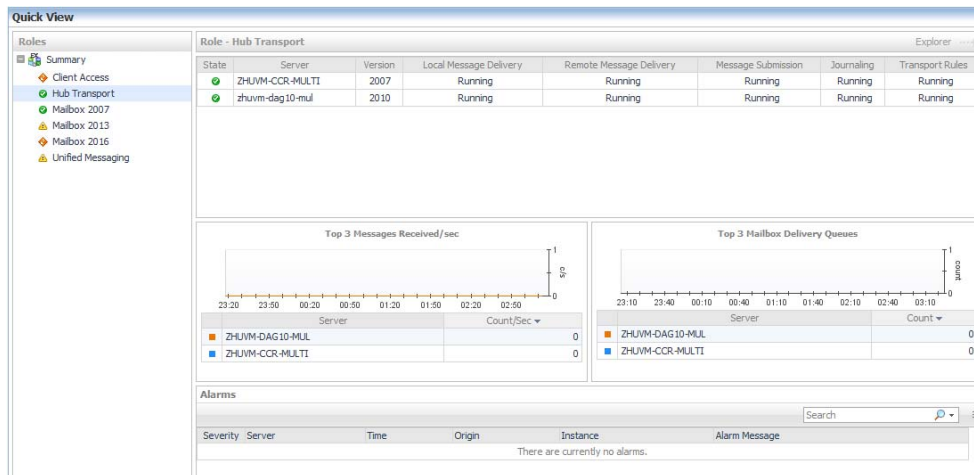 Quick View
Roles
Summary
Client Access
Hub Transport
Mailbox 2007
Mailbox 2013
Mailbox 2016
Unified Messaging
Role - Hub Transport Explorer
State Server Version Local Message Delivery Remote Message Delivery Message Submission Journaling Transport Rules
ZHUVM-CCR-MULTI 2007 Running Running Running Running Running
zhuvm-dag10-mul 2010 Running Running Running Running Running
Top 3 Messages Received/sec
1
c/s
0
23:20 23:50 00:20 00:50 01:20 01:50 02:20 02:50
Server Count/Sec
ZHUVM-DAG10-MUL 0
ZHUVM-CCR-MULTI 0
Top 3 Mailbox Delivery Queues
1
count
0
23:10 23:40 00:10 00:40 01:10 01:40 02:10 02:40 03:10
Server Count
ZHUVM-DAG10-MUL 0
ZHUVM-CCR-MULTI 0
Alarms
Search
Severity Server Time Origin Instance Alarm Message
There are currently no alarms.